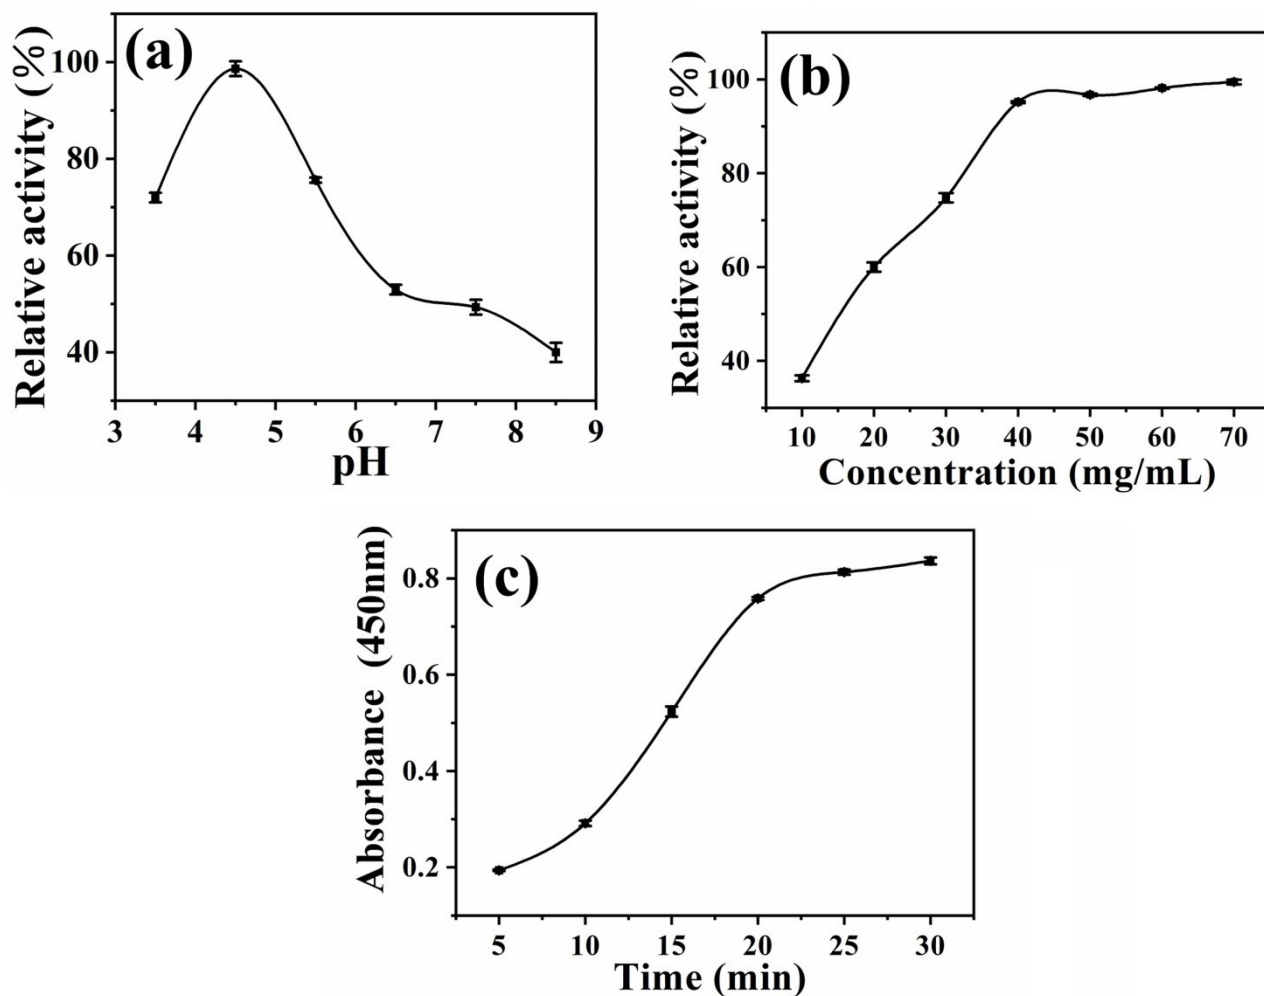 (a)
Relative activity (%)
100
80
60
40
3 4 5 6 7 8 9
pH
(b)
Relative activity (%)
100
80
60
40
10 20 30 40 50 60 70
Concentration (mg/mL)
(c)
Absorbance (450nm)
0.8
0.6
0.4
0.2
5 10 15 20 25 30
Time (min)